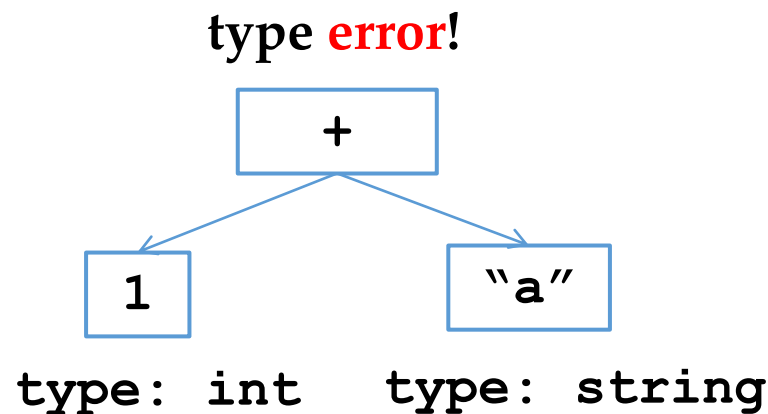 type error!
+
1
“a”
type: int
type: string